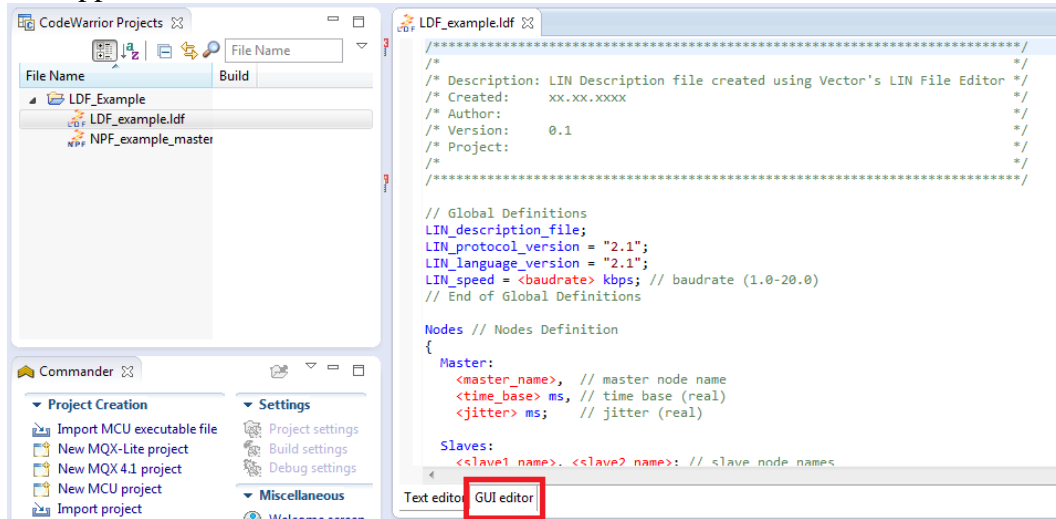 CodeWarrior Projects
File Name
File Name Build
LDF_Example
LDF_example.ldf
NPF_example_master
Commander
Project Creation
Import MCU executable file
New MQX-Lite project
New MQX 4.1 project
New MCU project
Import project
Settings
Project settings
Build settings
Debug settings
Miscellaneous
LDF_example.ldf
/****************************************************************************/
/* */
/* Description: LIN Description file created using Vector's LIN File Editor */
/* Created: xx.xx.xxxx */
/* Author: */
/* Version: 0.1 */
/* Project: */
/* */
/****************************************************************************/
// Global Definitions
LIN_description_file;
LIN_protocol_version = "2.1";
LIN_language_version = "2.1";
LIN_speed = <baudrate> kbps; // baudrate (1.0-20.0)
// End of Global Definitions
Nodes // Nodes Definition
{
Master:
<master_name>, // master node name
<time_base> ms, // time base (real)
<jitter> ms; // jitter (real)
Slaves:
<slave1_name>, <slave2_name>; // slave node names
Text editor GUI editor